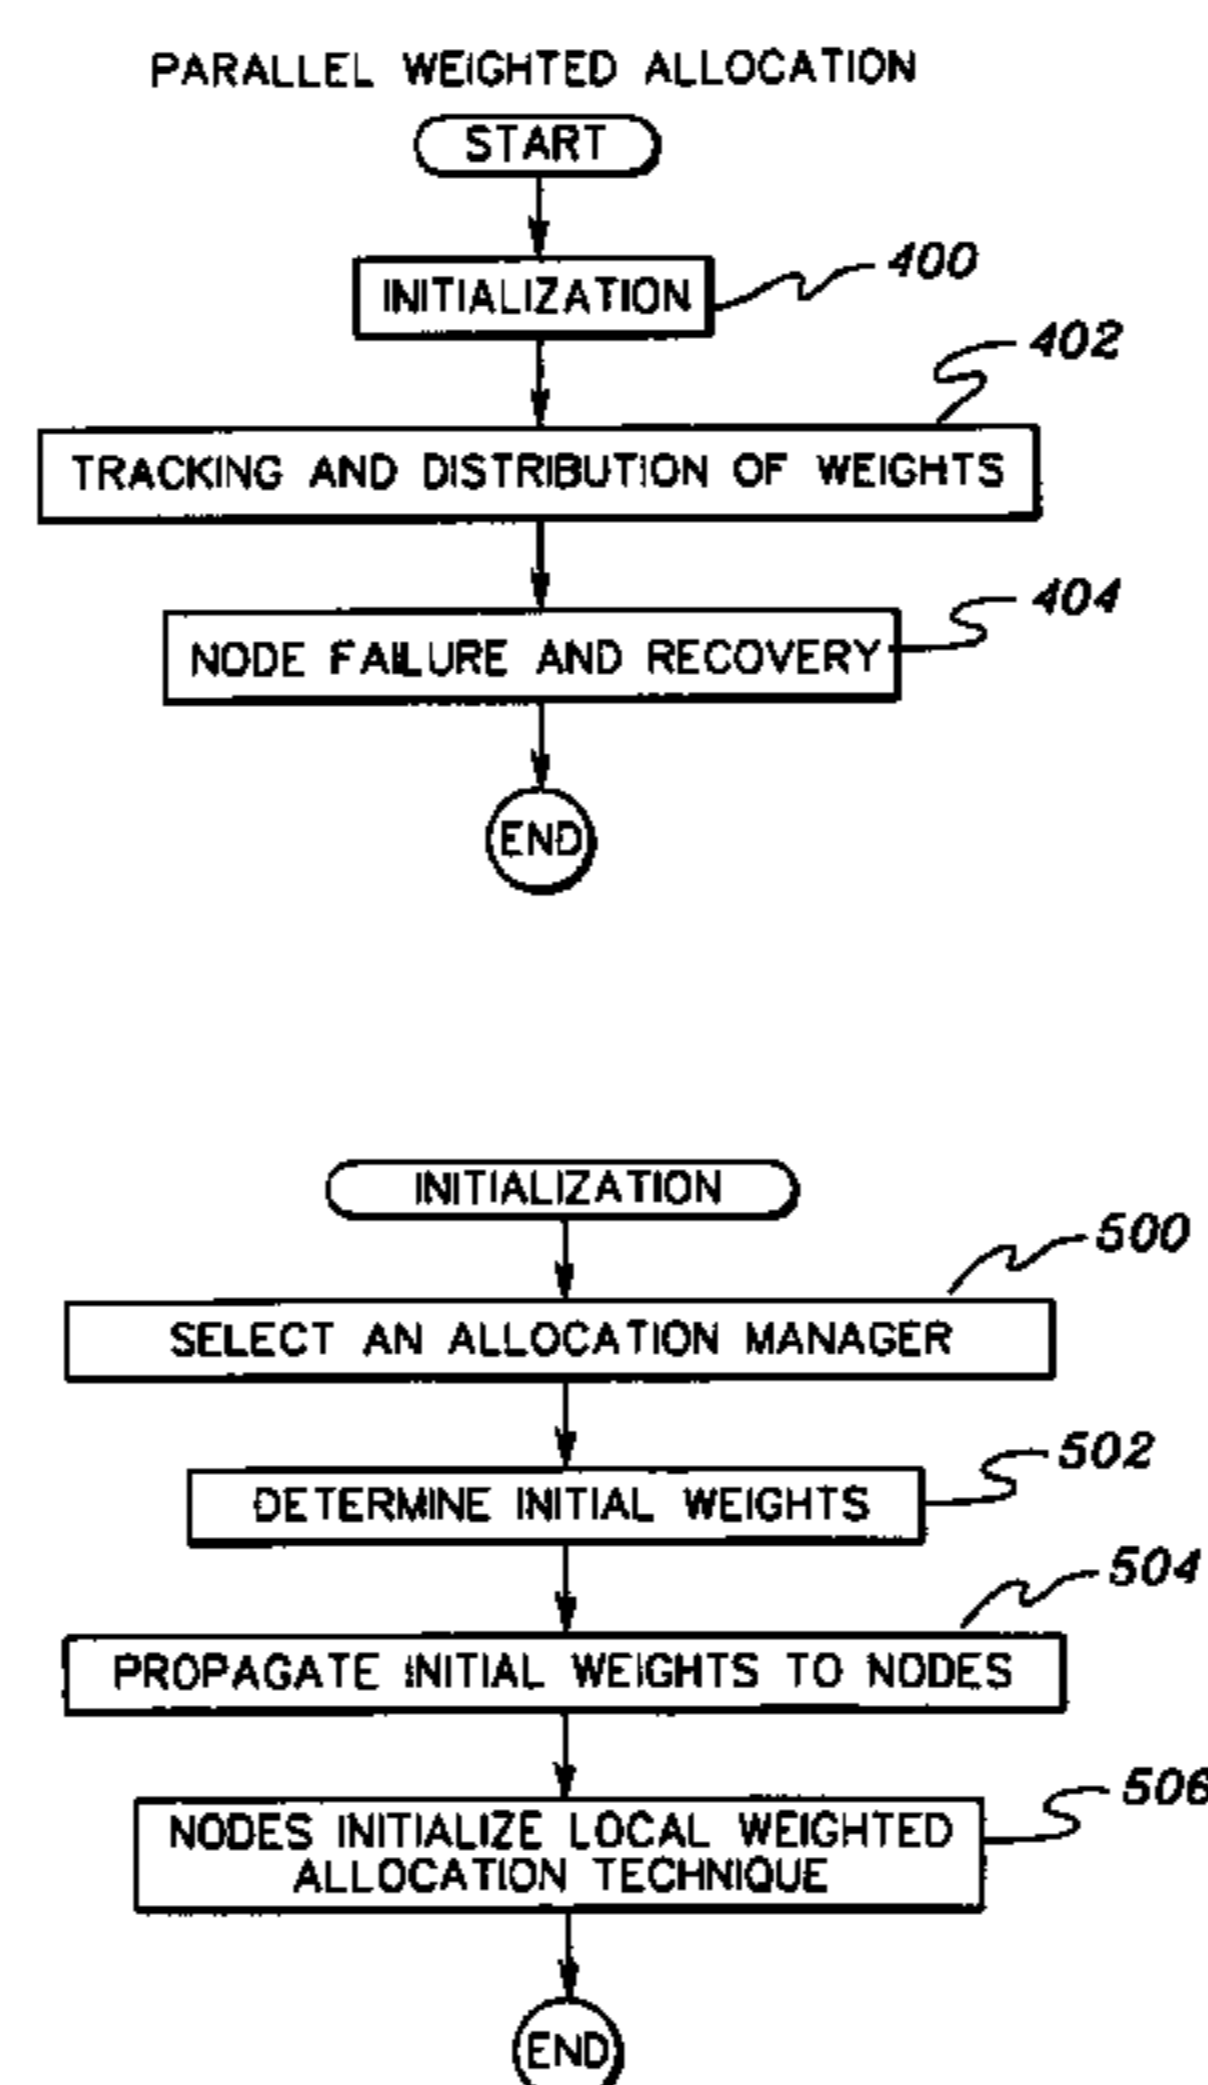 PARALLEL WEIGHTED ALLOCATION
START
INITIALIZATION
400
402
TRACKING AND DISTRIBUTION OF WEIGHTS
404
NODE FAILURE AND RECOVERY
END
INITIALIZATION
500
SELECT AN ALLOCATION MANAGER
502
DETERMINE INITIAL WEIGHTS
504
PROPAGATE INITIAL WEIGHTS TO NODES
506
NODES INITIALIZE LOCAL WEIGHTED
ALLOCATION TECHNIQUE
END